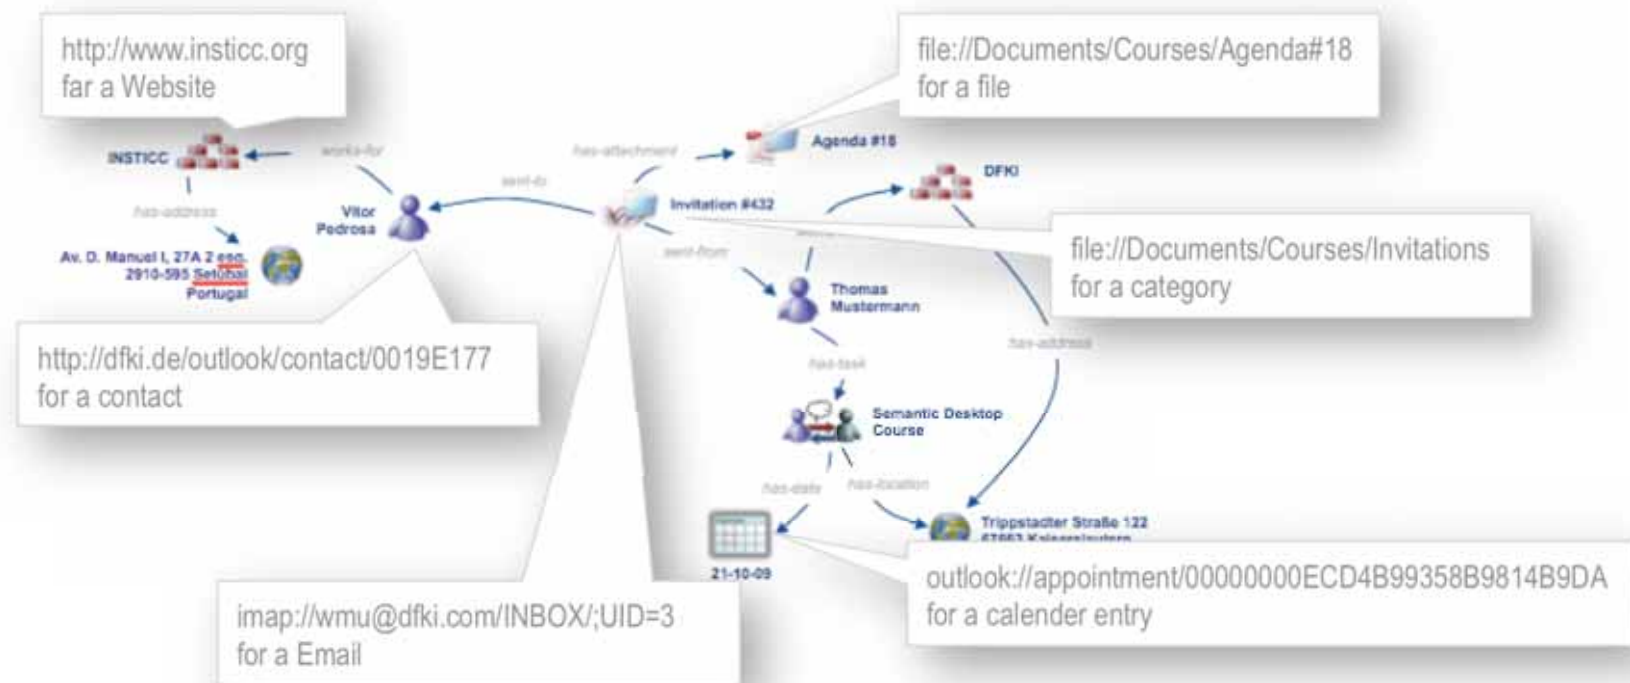 http://www.insticc.org
far a Website
file://Documents/Courses/Agenda#18
for a file
INSTICC
works-for
has-attachment
Agenda #18
DFKI
has-address
Vitor
Pedrosa
sent-to
Invitation #432
Av. D. Manuel I, 27A 2 esq.
2910-595 Setúbal
Portugal
sent-from
file://Documents/Courses/Invitations
for a category
Thomas
Mustermann
http://dfki.de/outlook/contact/0019E177
for a contact
has-address
has-task
Semantic Desktop
Course
has-date
has-location
Trippstadter Straße 122
21-10-09
outlook://appointment/00000000ECD4B99358B9814B9DA
for a calender entry
imap://wmu@dfki.com/INBOX/;UID=3
for a Email